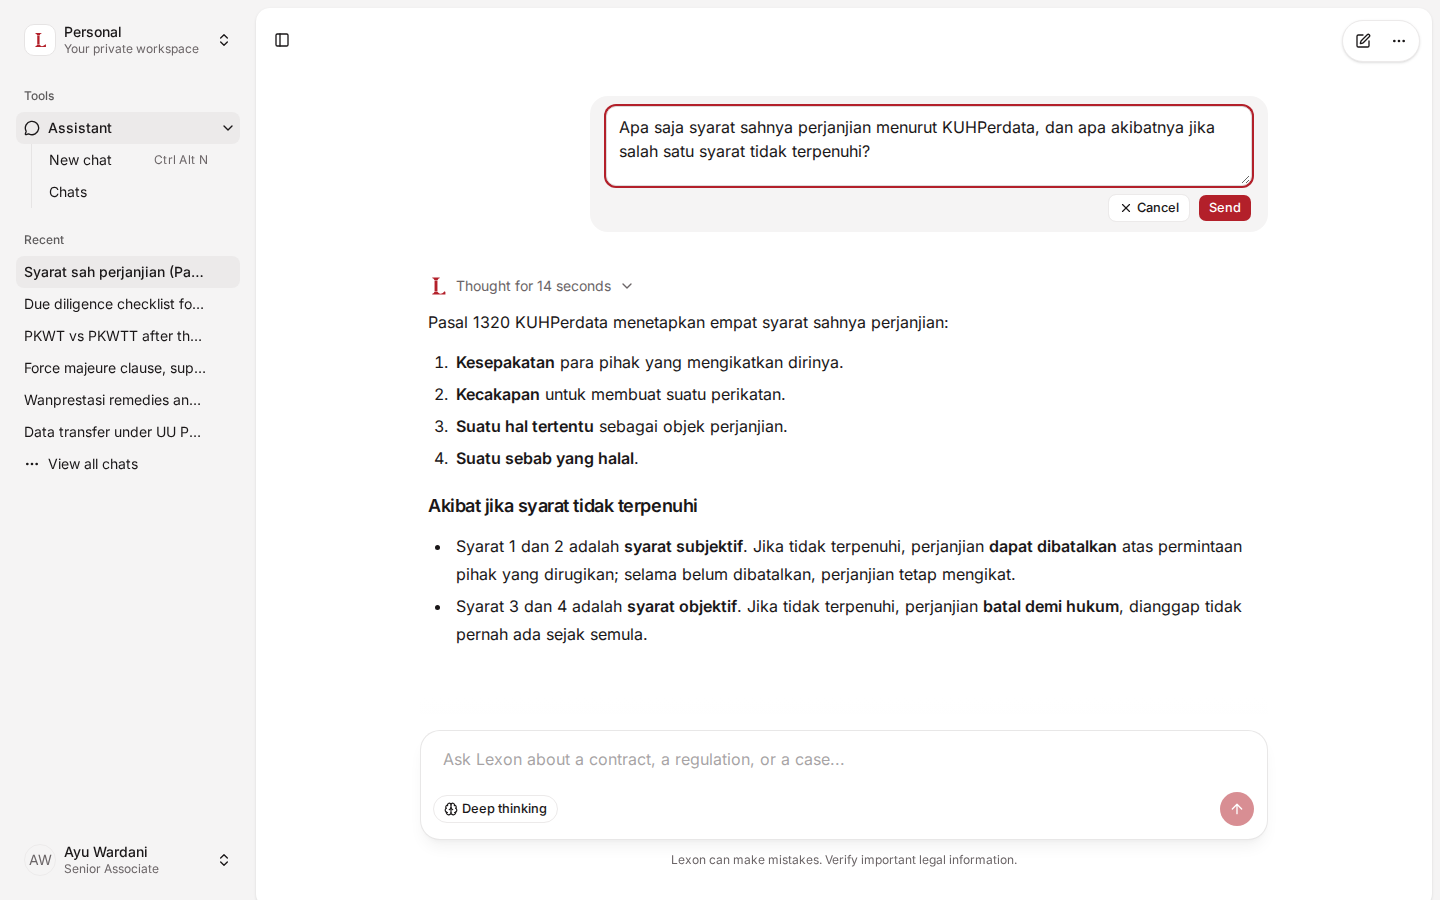 L
Personal
Your private workspace
Tools
Assistant
New chat
Ctrl Alt N
Chats
Recent
Syarat sah perjanjian (Pa...
Due diligence checklist fo...
PKWT vs PKWTT after th...
Force majeure clause, sup...
Wanprestasi remedies an...
Data transfer under UU P...
View all chats
AW
Ayu Wardani
Senior Associate
Apa saja syarat sahnya perjanjian menurut KUHPerdata, dan apa akibatnya jika
salah satu syarat tidak terpenuhi?
Cancel
Send
L
Thought for 14 seconds
Pasal 1320 KUHPerdata menetapkan empat syarat sahnya perjanjian:
1. Kesepakatan para pihak yang mengikatkan dirinya.
2. Kecakapan untuk membuat suatu perikatan.
3. Suatu hal tertentu sebagai objek perjanjian.
4. Suatu sebab yang halal.
Akibat jika syarat tidak terpenuhi
• Syarat 1 dan 2 adalah syarat subjektif. Jika tidak terpenuhi, perjanjian dapat dibatalkan atas permintaan
pihak yang dirugikan; selama belum dibatalkan, perjanjian tetap mengikat.
• Syarat 3 dan 4 adalah syarat objektif. Jika tidak terpenuhi, perjanjian batal demi hukum, dianggap tidak
pernah ada sejak semula.
Ask Lexon about a contract, a regulation, or a case...
Deep thinking
Lexon can make mistakes. Verify important legal information.